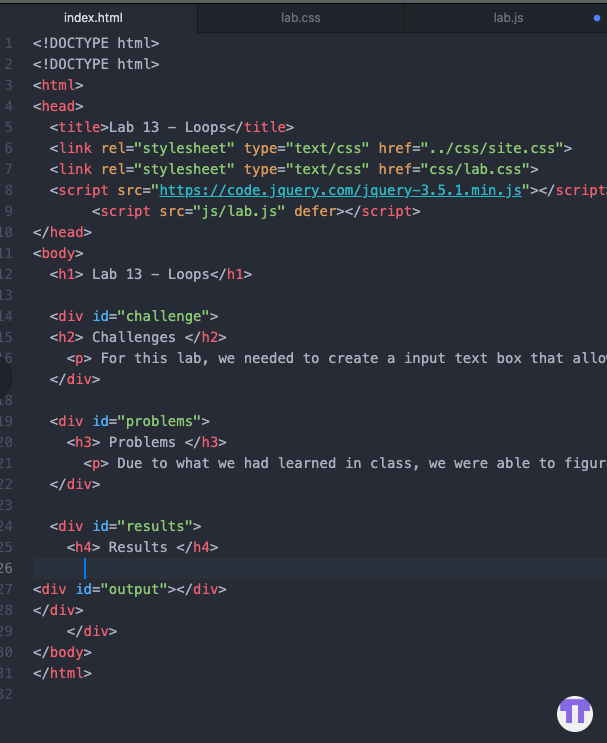 index.html lab.css lab.js
1 <!DOCTYPE html>
2 <!DOCTYPE html>
3 <html>
4 <head>
5 <title>Lab 13 - Loops</title>
6 <link rel="stylesheet" type="text/css" href="../css/site.css">
7 <link rel="stylesheet" type="text/css" href="css/lab.css">
8 <script src="https://code.jquery.com/jquery-3.5.1.min.js"></script
9 <script src="js/lab.js" defer></script>
10 </head>
11 <body>
12 <h1> Lab 13 - Loops</h1>
13
14 <div id="challenge">
15 <h2> Challenges </h2>
16 <p> For this lab, we needed to create a input text box that allo
</div>
18
19 <div id="problems">
20 <h3> Problems </h3>
21 <p> Due to what we had learned in class, we were able to figur
22 </div>
23
24 <div id="results">
25 <h4> Results </h4>
26
27 <div id="output"></div>
28 </div>
29 </div>
30 </body>
31 </html>
32